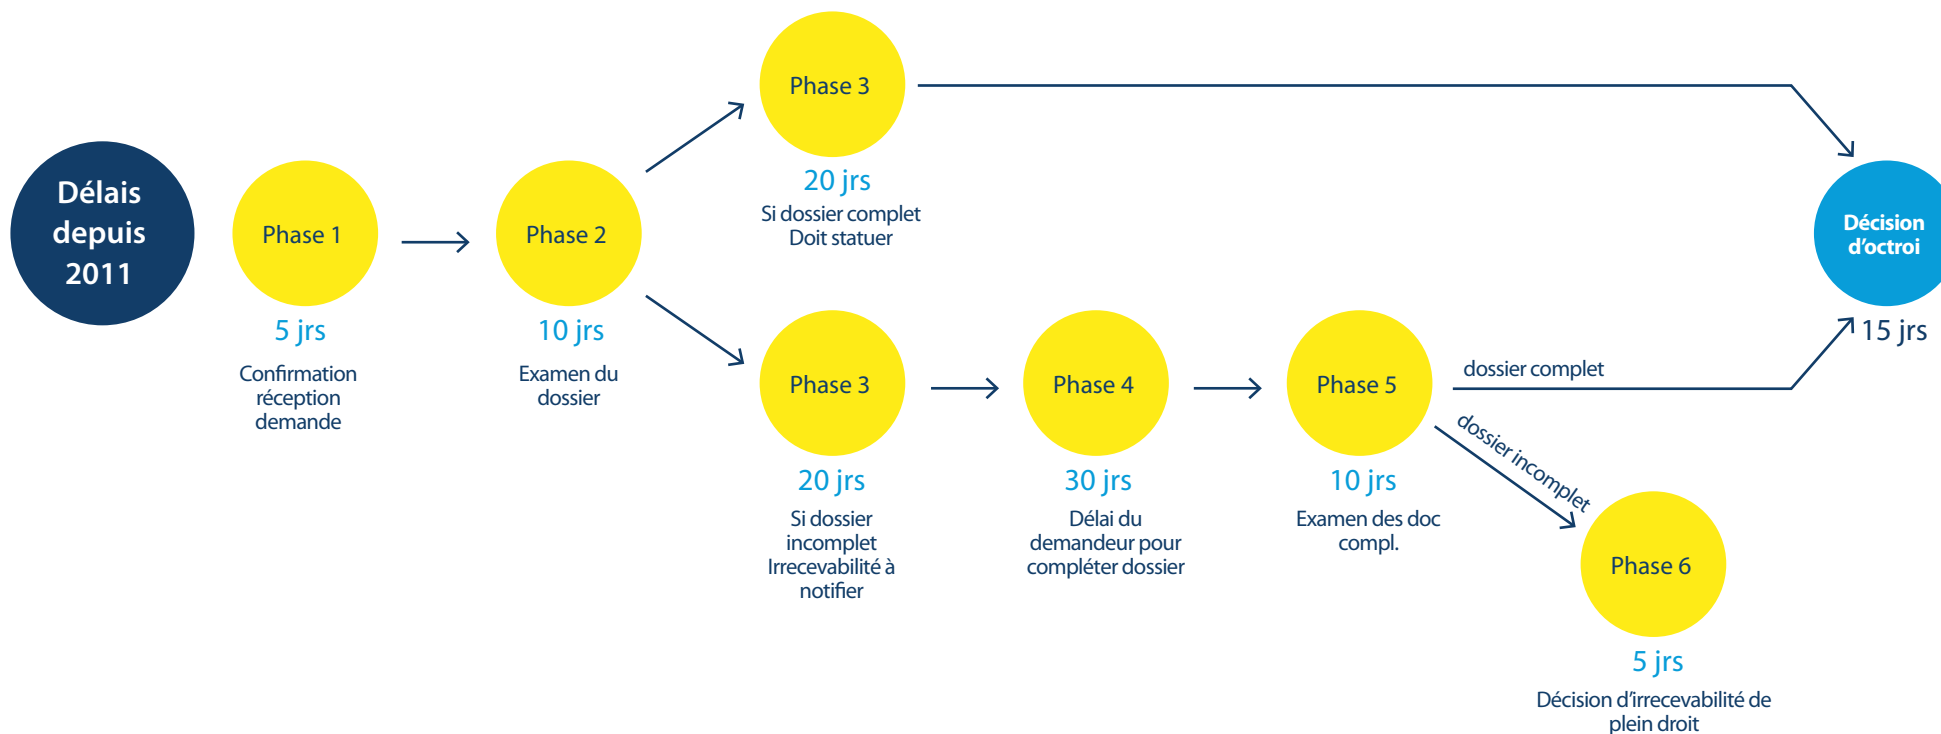 Délais
depuis
2011
Phase 1
5 jrs
Confirmation
réception
demande
Phase 2
10 jrs
Examen du
dossier
Phase 3
20 jrs
Si dossier complet
Doit statuer
Phase 3
20 jrs
Si dossier
incomplet
Irrecevabilité à
notifier
Phase 4
30 jrs
Délai du
demandeur pour
compléter dossier
Phase 5
10 jrs
Examen des doc
compl.
dossier complet
dossier incomplet
Phase 6
5 jrs
Décision d’irrecevabilité de
plein droit
Décision
d’octroi
15 jrs